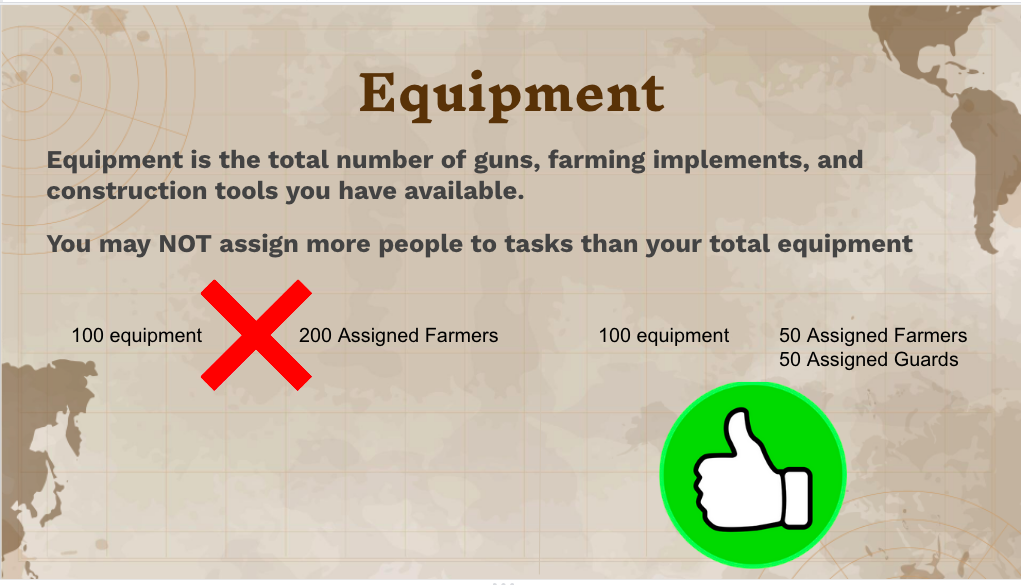 Equipment
Equipment is the total number of guns, farming implements, and
construction tools you have available.
You may NOT assign more people to tasks than your total equipment
100 equipment
200 Assigned Farmers
100 equipment
50 Assigned Farmers
50 Assigned Guards